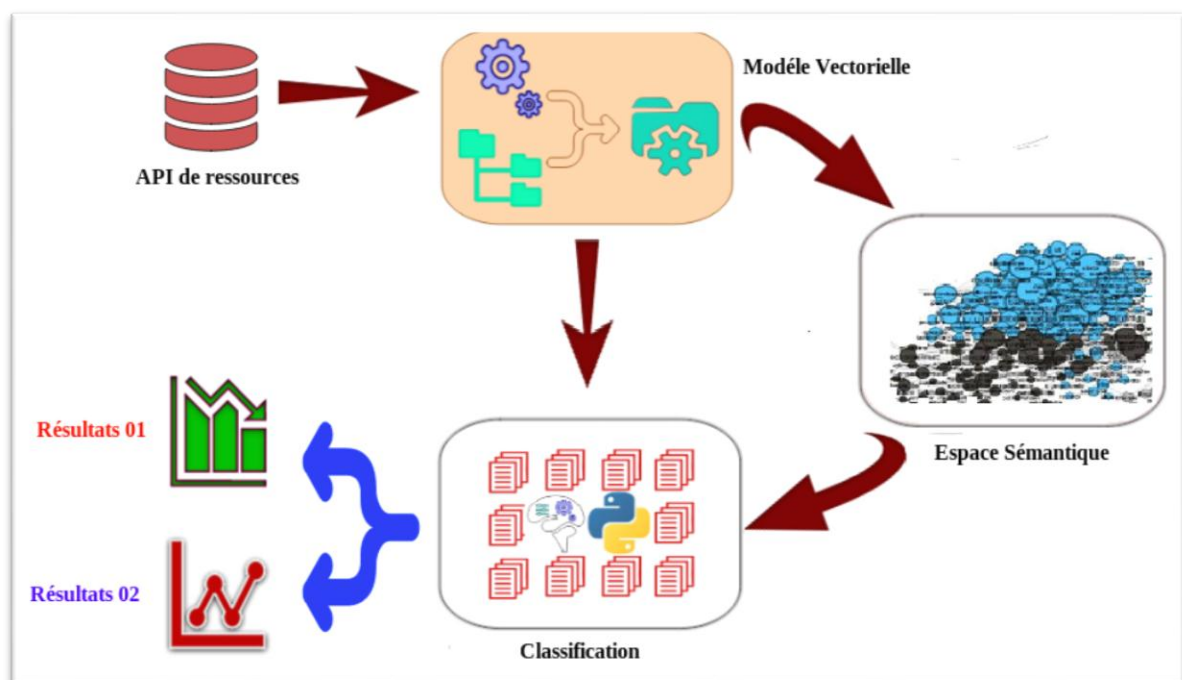 Modéle Vectorielle
API de ressources
Résultats 01
Espace Sémantique
Résultats 02
Classification